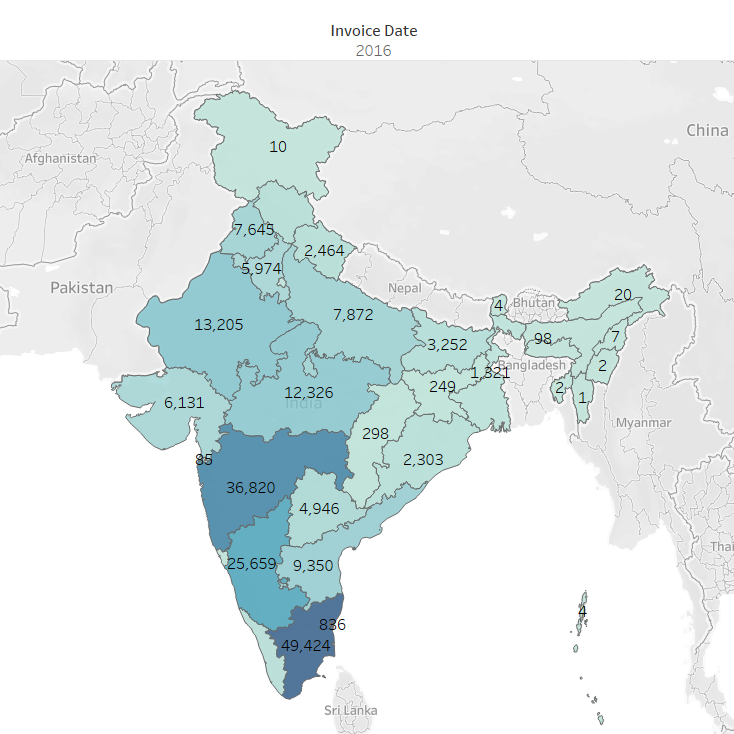 Invoice Date
2016
China
10
Afghanistan
7,645
2,464
5,974
Pakistan
Nepal
4
Bhutan
20
13,205
7,872
98
7
3,252
Bangladesh
2
1,321
249
2
1
12,326
India
6,131
Myanmar
298
85
2,303
36,820
4,946
Thai
25,659
9,350
4
836
49,424
Sri Lanka